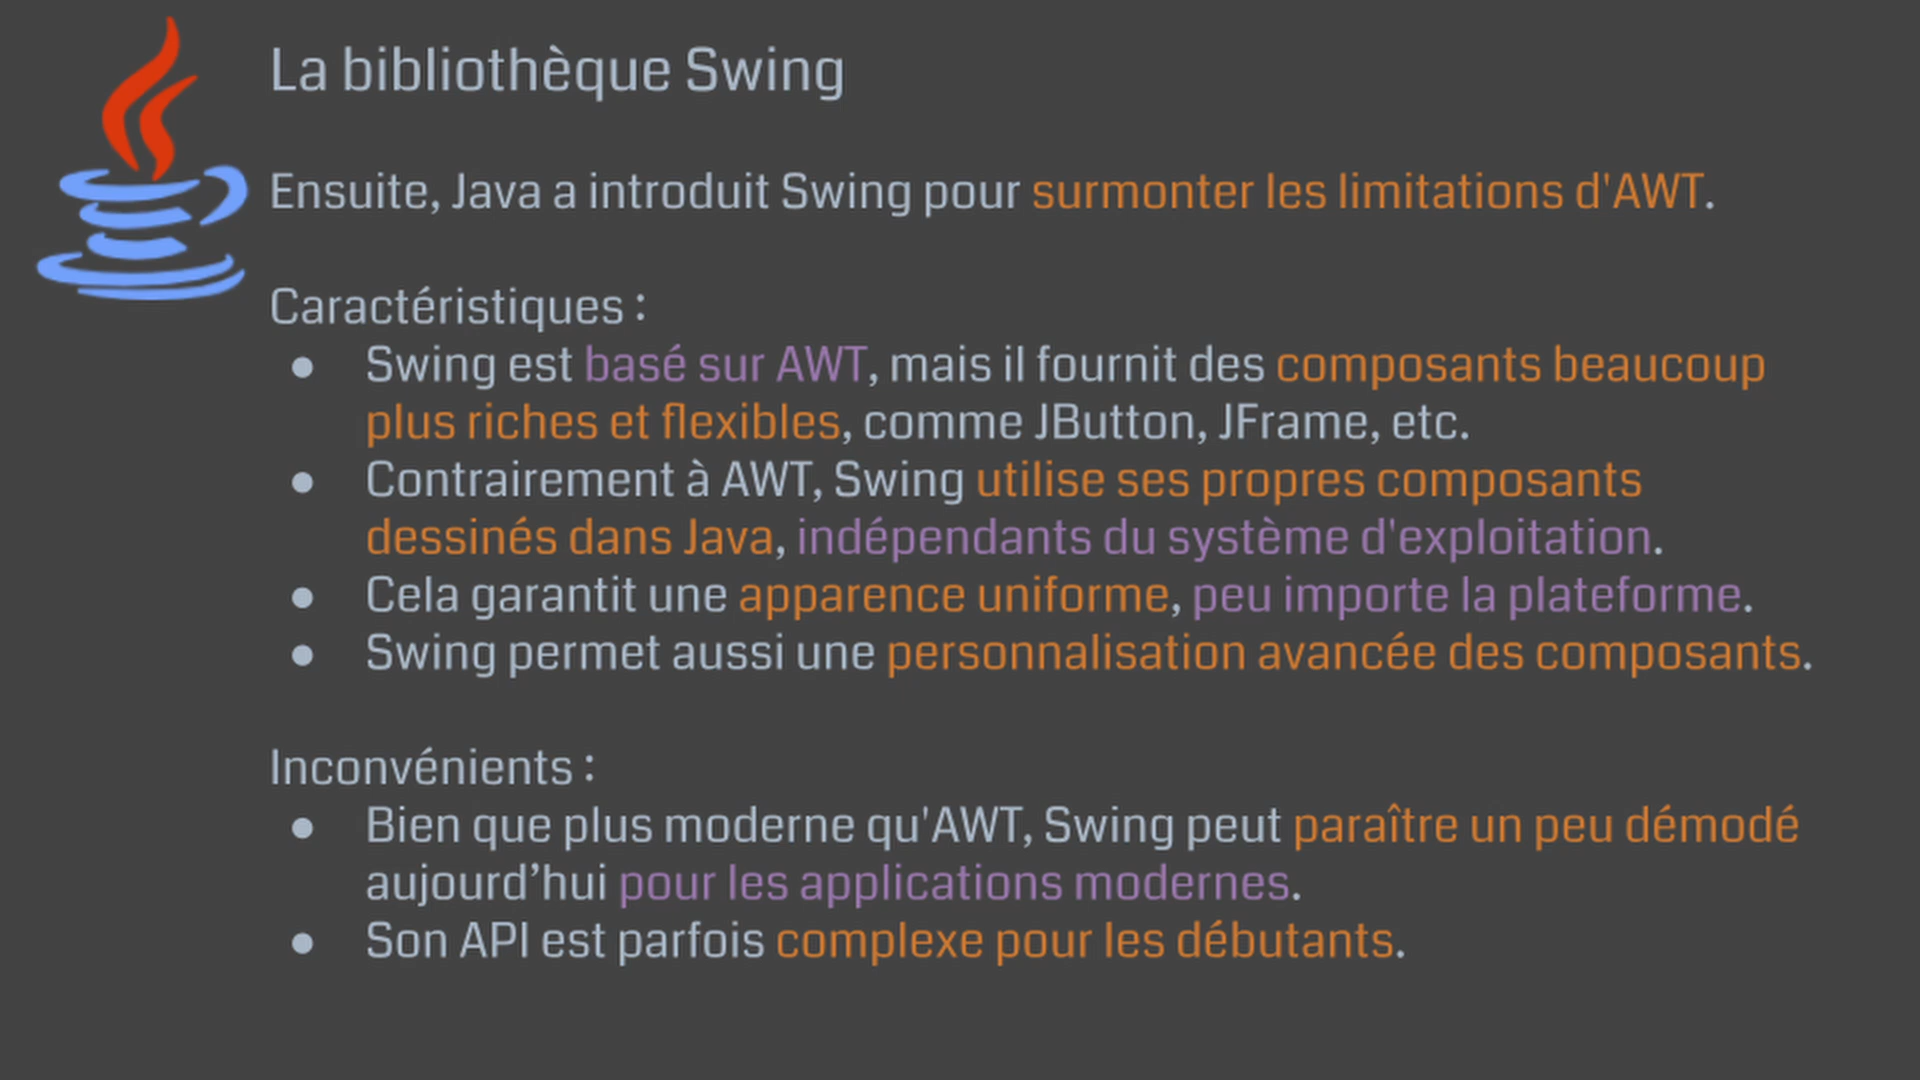 La bibliothèque Swing
Ensuite, Java a introduit Swing pour surmonter les limitations d'AWT.
Caractéristiques :
● Swing est basé sur AWT, mais il fournit des composants beaucoup
plus riches et flexibles, comme JButton, JFrame, etc.
● Contrairement à AWT, Swing utilise ses propres composants
dessinés dans Java, indépendants du système d'exploitation.
● Cela garantit une apparence uniforme, peu importe la plateforme.
● Swing permet aussi une personnalisation avancée des composants.
Inconvénients :
● Bien que plus moderne qu'AWT, Swing peut paraître un peu démodé
aujourd’hui pour les applications modernes.
● Son API est parfois complexe pour les débutants.